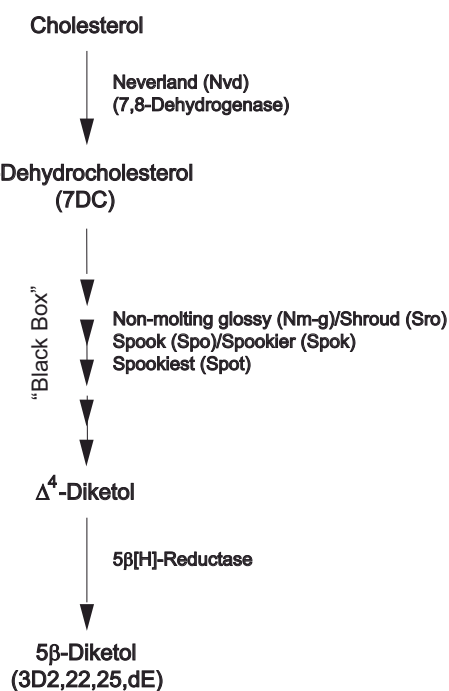 Cholesterol
Neverland (Nvd)
(7,8-Dehydrogenase)
Dehydrocholesterol
(7DC)
“Black Box”
Non-molting glossy (Nm-g)/Shroud (Sro)
Spook (Spo)/Spookier (Spok)
Spookiest (Spot)
Δ⁴-Diketol
5β[H]-Reductase
5β-Diketol
(3D2,22,25,dE)